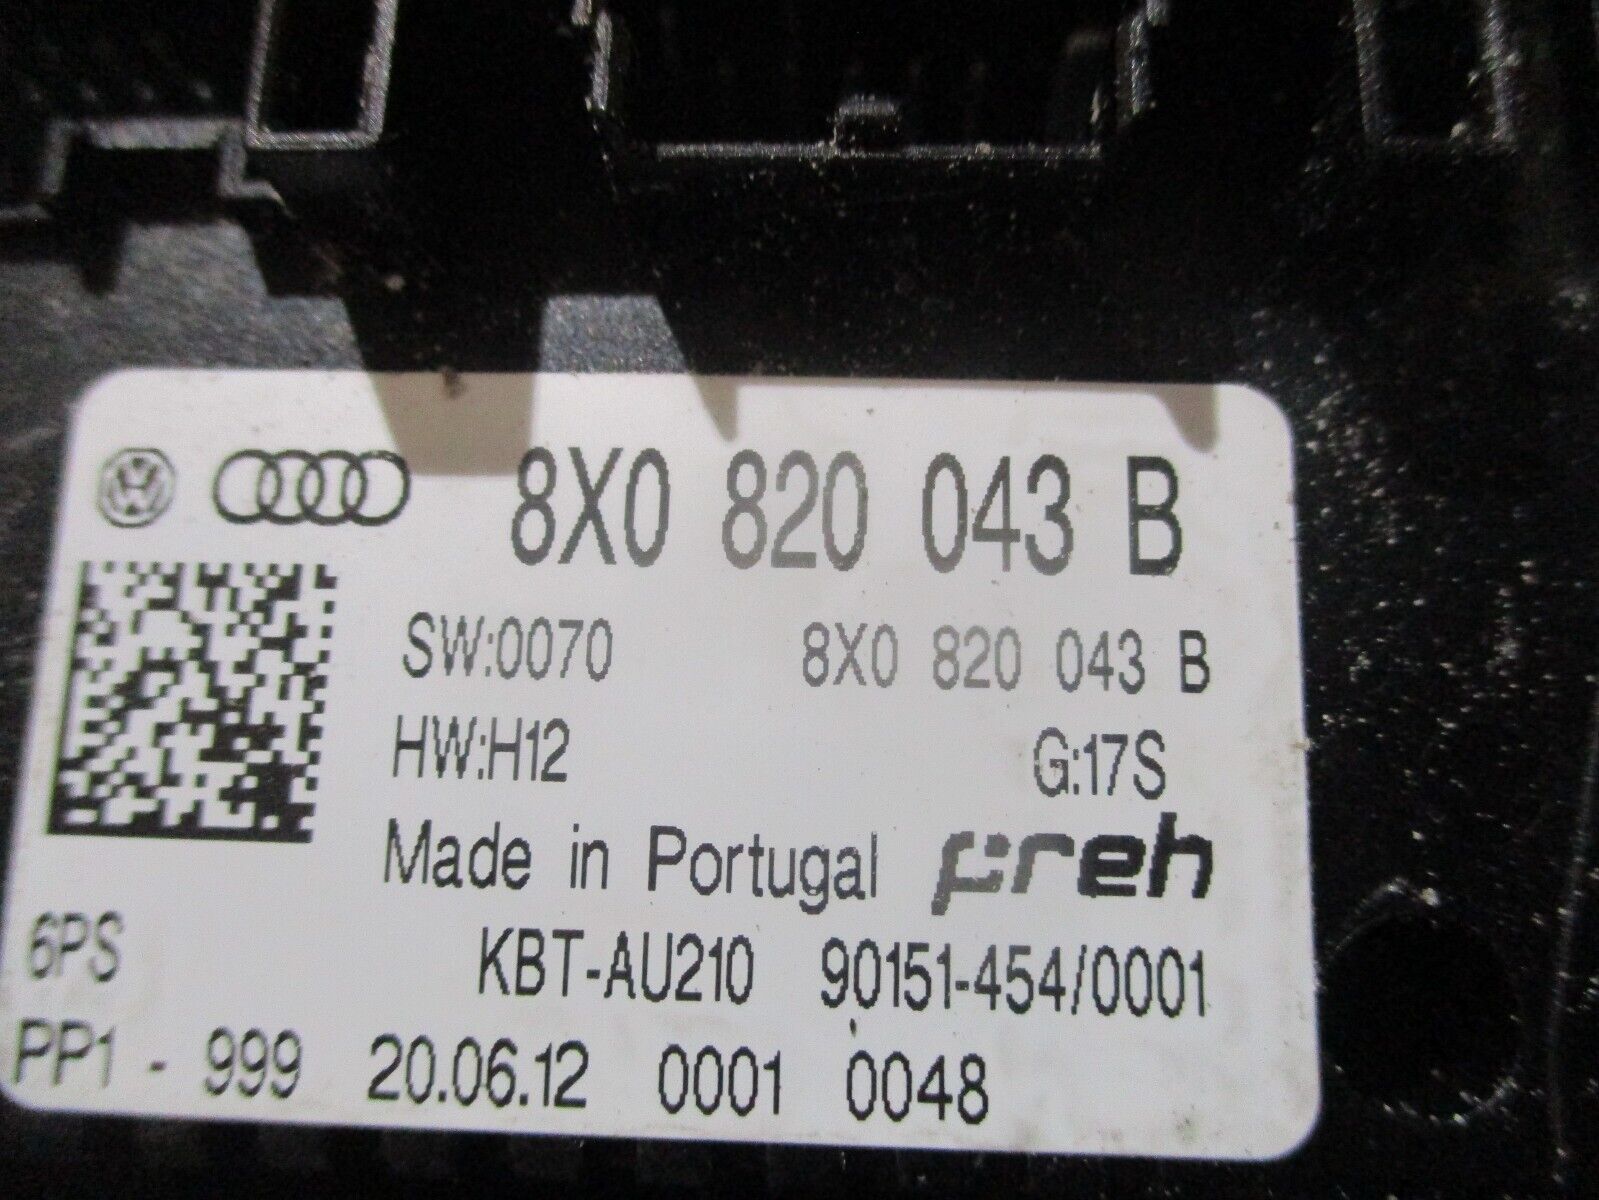 8X0 820 043 B
SW:0070 8X0 820 043 B
HW:H12 G:17S
Made in Portugal preh
6PS KBT-AU210 90151-454/0001
PP1 - 999 20.06.12 0001 0048